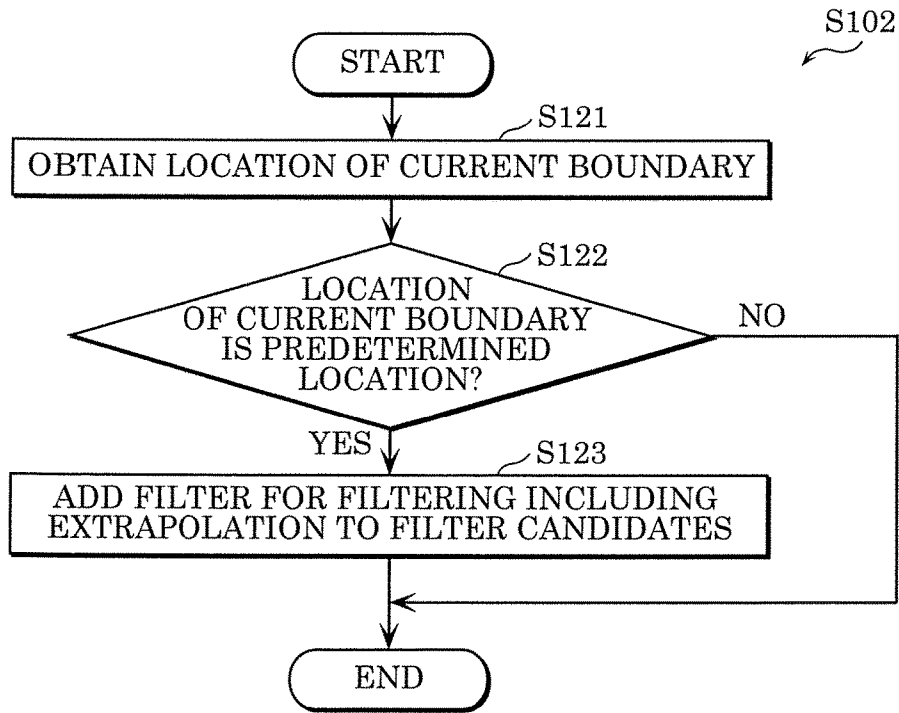 S102
START
S121
OBTAIN LOCATION OF CURRENT BOUNDARY
S122
LOCATION
OF CURRENT BOUNDARY
IS PREDETERMINED
LOCATION?
NO
YES
S123
ADD FILTER FOR FILTERING INCLUDING
EXTRAPOLATION TO FILTER CANDIDATES
END